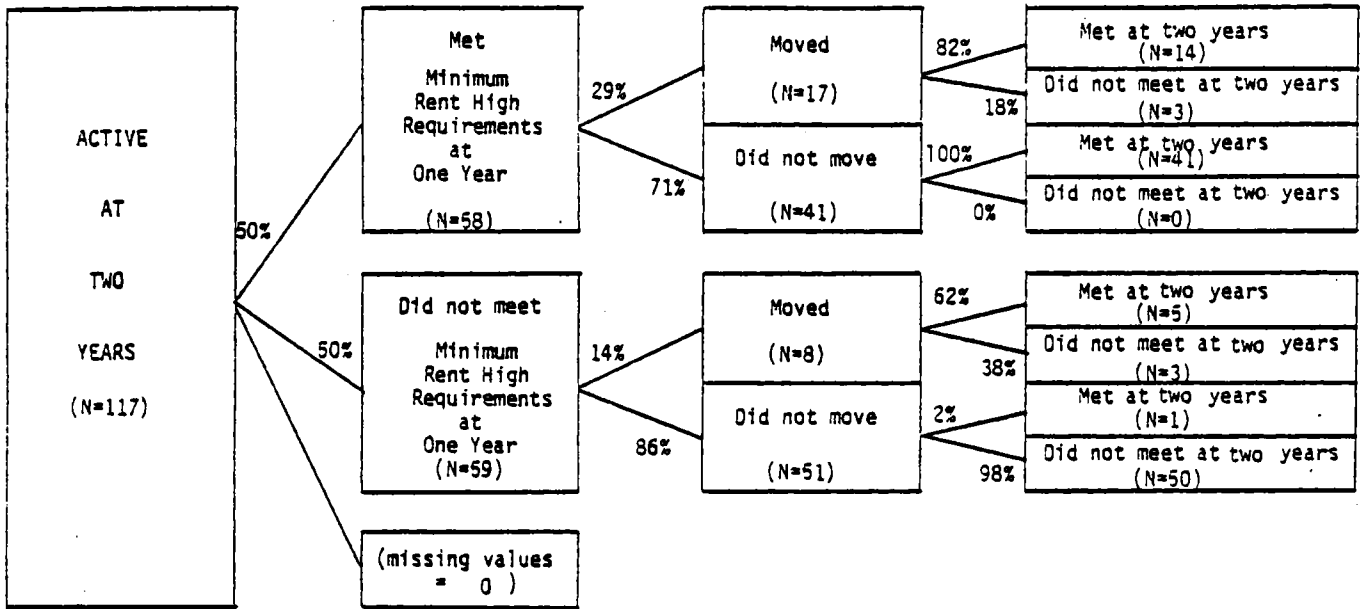 ACTIVE
AT
TWO
YEARS
(N=117)
50%
50%
Met
Minimum
Rent High
Requirements
at
One Year
(N=58)
29%
71%
Moved
(N=17)
Did not move
(N=41)
82%
18%
100%
0%
Met at two years
(N=14)
Did not meet at two years
(N=3)
Met at two years
(N=41)
Did not meet at two years
(N=0)
Did not meet
Minimum
Rent High
Requirements
at
One Year
(N=59)
14%
86%
Moved
(N=8)
Did not move
(N=51)
62%
38%
2%
98%
Met at two years
(N=5)
Did not meet at two years
(N=3)
Met at two years
(N=1)
Did not meet at two years
(N=50)
(missing values
= 0 )